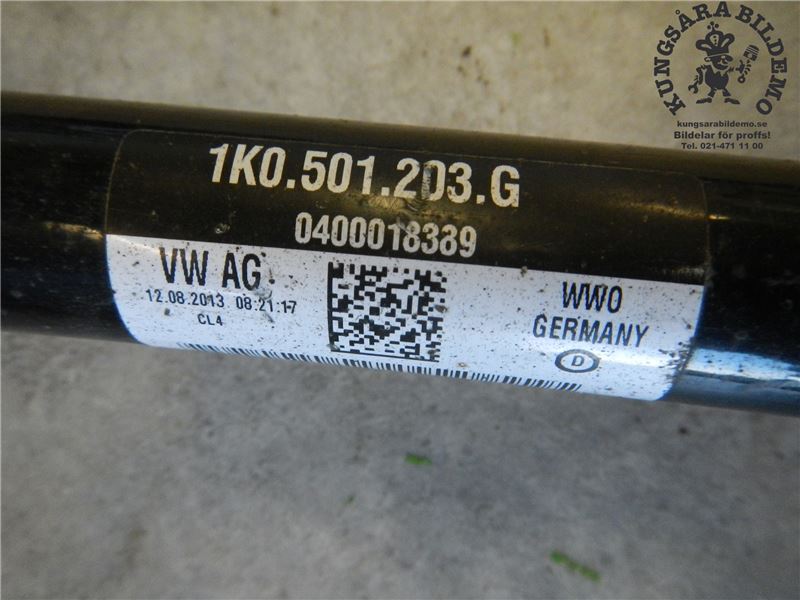 KUNGSÅRA BILDEMO
kungsarabildemo.se
Bildelar för proffs!
Tel. 021-471 11 00
1K0.501.203.G
0400018389
VW AG
12.08.2013 08:21:17
CL4
WWO
GERMANY
D